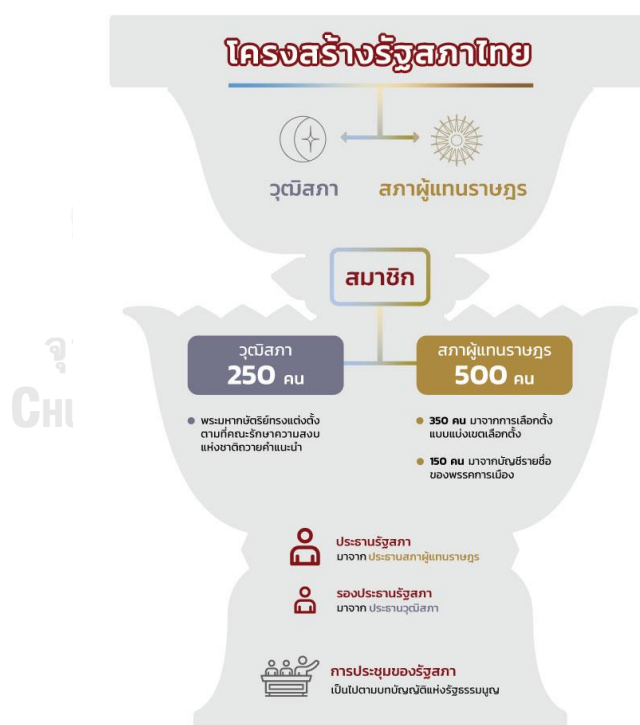 โครงสร้างรัฐสภาไทย
วุฒิสภา
สภาผู้แทนราษฎร
สมาชิก
วุฒิสภา
250 คน
สภาผู้แทนราษฎร
500 คน
พระมหากษัตริย์ทรงแต่งตั้ง
ตามที่คณะรักษาความสงบ
แห่งชาติถวายคำแนะนำ
350 คน มาจากการเลือกตั้ง
แบบแบ่งเขตเลือกตั้ง
150 คน มาจากบัญชีรายชื่อ
ของพรรคการเมือง
ประธานรัฐสภา
มาจาก ประธานสภาผู้แทนราษฎร
รองประธานรัฐสภา
มาจาก ประธานวุฒิสภา
การประชุมของรัฐสภา
เป็นไปตามบทบัญญัติแห่งรัฐธรรมนูญ